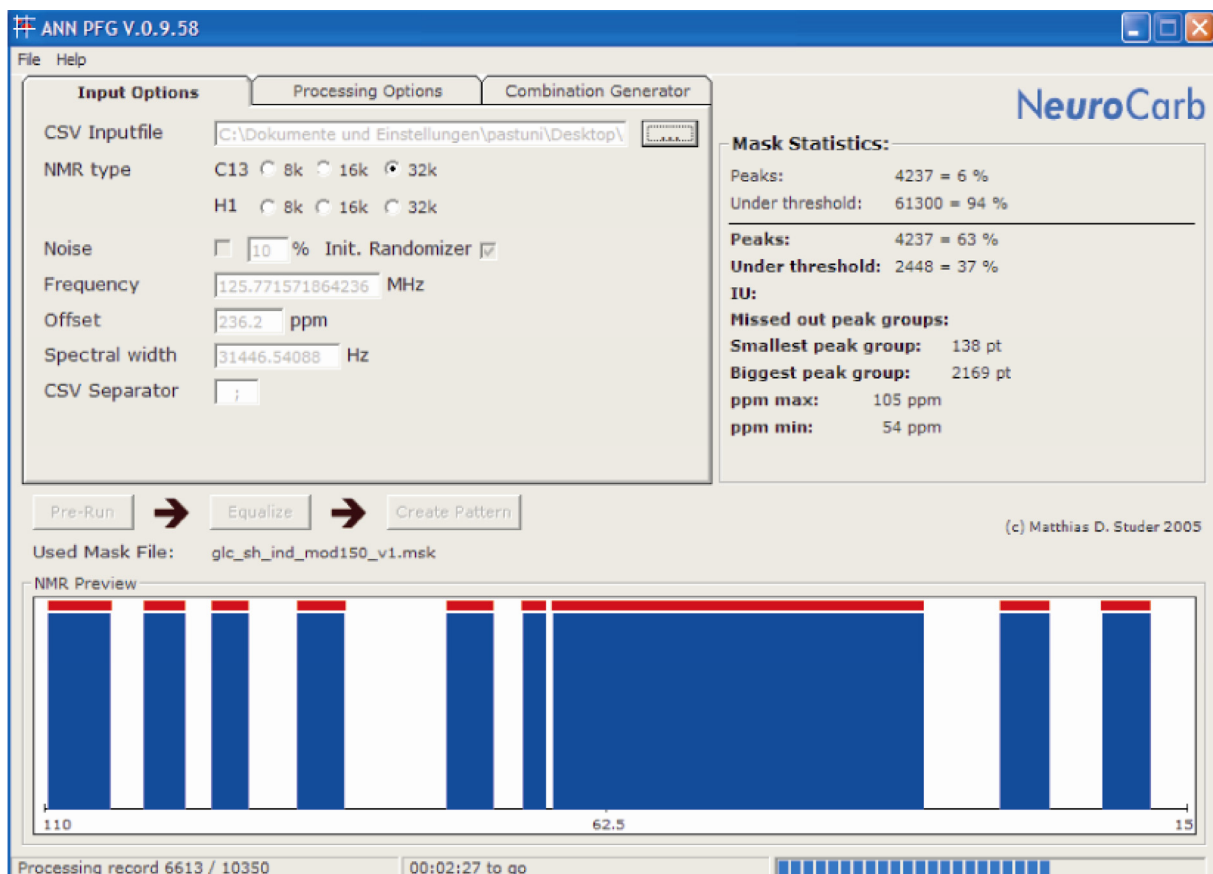 ANN PFG V.0.9.58
File Help
Input Options Processing Options Combination Generator
NeuroCarb
CSV Inputfile C:\Dokumente und Einstellungen\pastuni\Desktop\ ...
NMR type C13 8k 16k 32k
H1 8k 16k 32k
Noise 10 % Init. Randomizer
Frequency 125.771571864236 MHz
Offset 236.2 ppm
Spectral width 31446.54088 Hz
CSV Separator ;
Mask Statistics:
Peaks: 4237 = 6 %
Under threshold: 61300 = 94 %
Peaks: 4237 = 63 %
Under threshold: 2448 = 37 %
IU:
Missed out peak groups:
Smallest peak group: 138 pt
Biggest peak group: 2169 pt
ppm max: 105 ppm
ppm min: 54 ppm
Pre-Run Equalize Create Pattern
(c) Matthias D. Studer 2005
Used Mask File: glc_sh_ind_mod150_v1.msk
NMR Preview
110 62.5 15
Processing record 6613 / 10350 00:02:27 to go